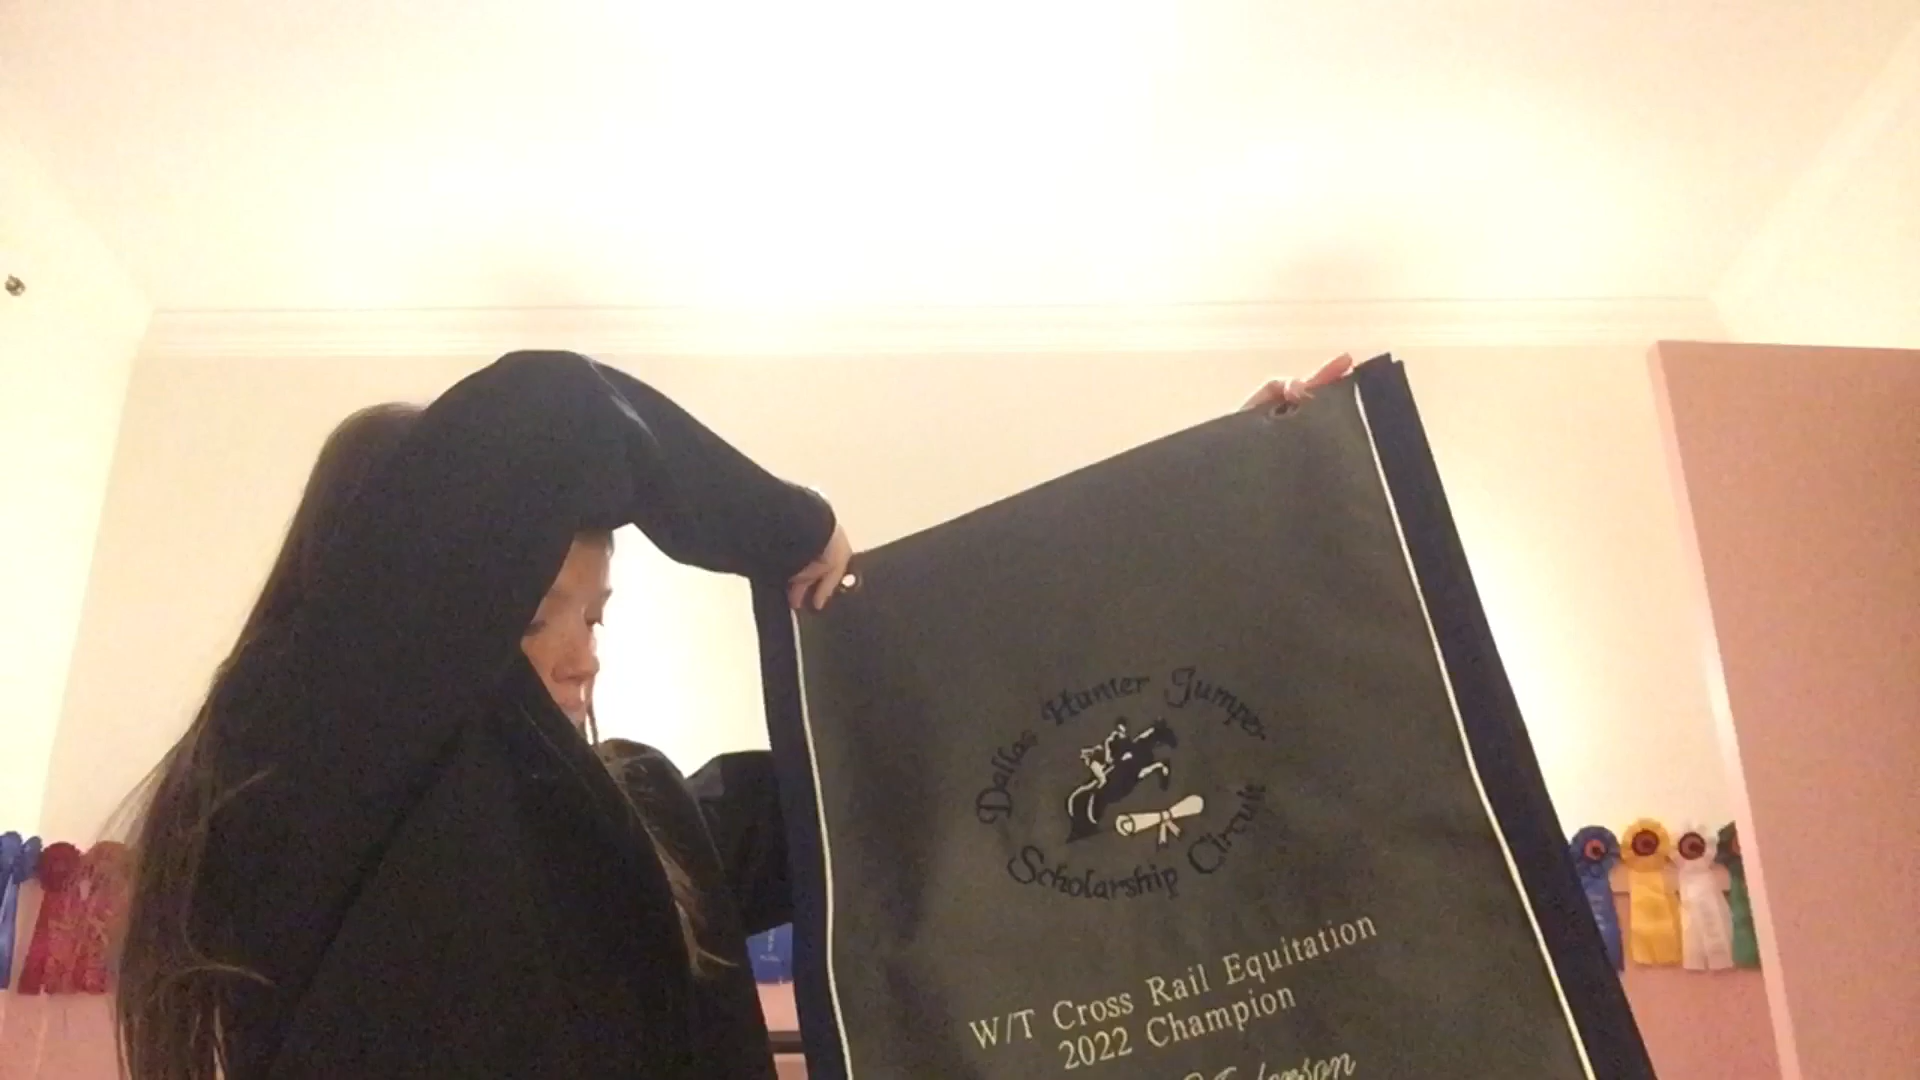 Dallas Hunter Jumper
Scholarship Circuit
W/T Cross Rail Equitation
2022 Champion